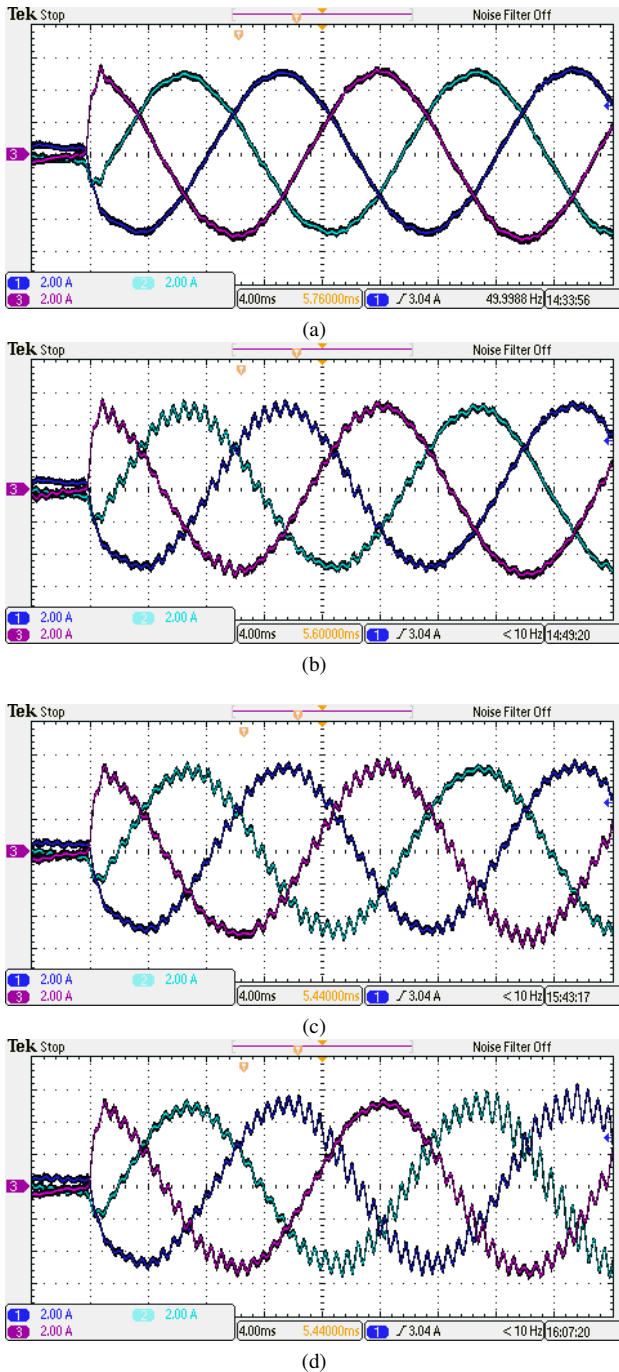 Tek Stop Noise Filter Off
T
T
3
1 2.00 A 2 2.00 A
3 2.00 A 4.00ms 5.76000ms 1 3.04 A 49.9988 Hz 14:33:56
(a)
Tek Stop Noise Filter Off
T
T
3
1 2.00 A 2 2.00 A
3 2.00 A 4.00ms 5.60000ms 1 3.04 A < 10 Hz 14:49:20
(b)
Tek Stop Noise Filter Off
T
T
3
1 2.00 A 2 2.00 A
3 2.00 A 4.00ms 5.44000ms 1 3.04 A < 10 Hz 15:43:17
(c)
Tek Stop Noise Filter Off
T
T
3
1 2.00 A 2 2.00 A
3 2.00 A 4.00ms 5.44000ms 1 3.04 A < 10 Hz 16:07:20
(d)